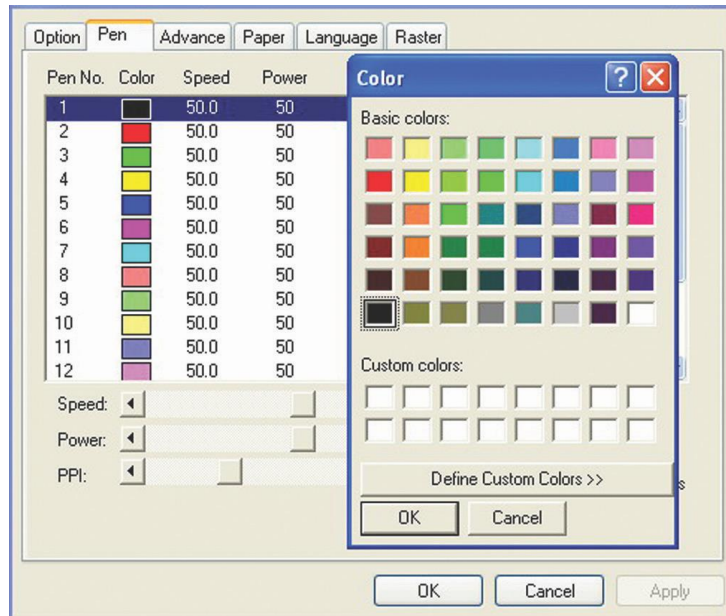 Option Pen Advance Paper Language Raster
Pen No. Color Speed Power
1 50.0 50
2 50.0 50
3 50.0 50
4 50.0 50
5 50.0 50
6 50.0 50
7 50.0 50
8 50.0 50
9 50.0 50
10 50.0 50
11 50.0 50
12 50.0 50
Speed:
Power:
PPI:
s
Color
Basic colors:
Custom colors:
Define Custom Colors >>
OK Cancel
OK Cancel Apply